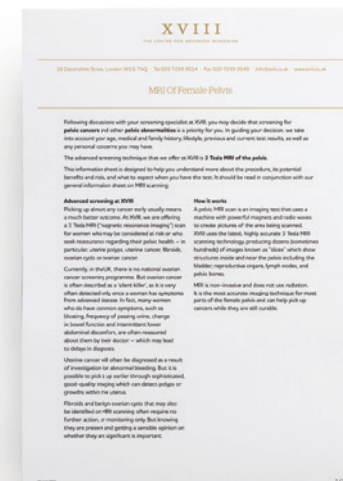 XVIII
THE CENTRE FOR ADVANCED SCREENING
18 Devonshire Street, London W1G 7AQ · Tel 020 7299
MRI Of Female Pelvis
Following discussions with your screening specialist at XVIII, you may decide that screening for
pelvis cancers and other pelvis abnormalities is a priority for you. In guiding your decision, we take
into account your age, medical and family history, lifestyle, previous and current test results, as well as
any personal concerns you may have.
The advanced screening technique that we offer at XVIII is 3 Tesla MRI of the pelvis.
This information sheet is designed to help you understand more about the procedure, its potential
benefits and risk, and what to expect when you have the test. It should be read in conjunction with our
general information sheet on MRI scanning.
Advanced screening at XVIII
Picking up almost any cancer early usually means
a much better outcome. At XVIII, we are offering
a 3 Tesla MRI ("magnetic resonance imaging") scan
for women who may be considered at risk or who
seek reassurance regarding their pelvic health – in
particular, uterine polyps, uterine cancer, fibroids,
ovarian cysts or ovarian cancer.
Currently, in the UK, there is no national ovarian
cancer screening programme. But ovarian cancer
is often described as a 'silent killer', as it is very
often detected only once a woman has symptoms
from advanced disease. In fact, many women
who do have common symptoms, such as
bloating, frequency of passing urine, change
in bowel function and intermittent lower
abdominal discomfort, are often reassured
about them by their doctor – which may lead
to delays in diagnosis.
Uterine cancer will often be diagnosed as a result
of investigation for abnormal bleeding. But it is
possible to pick it up earlier through sophisticated,
good-quality imaging which can detect polyps or
growths within the uterus.
Fibroids and benign ovarian cysts that may also
be identified on MRI scanning often require no
further action, or monitoring only. But knowing
they are present and getting a sensible opinion on
whether they are significant is important.
How it works
A pelvic MRI scan is an imaging test that uses a
machine with powerful magnets and radio waves
to create pictures of the area being scanned.
XVIII uses the latest, highly accurate 3 Tesla MRI
scanning technology, producing dozens (sometimes
hundreds) of images known as "slices" which show
structures inside and near the pelvis including the
bladder, reproductive organs, lymph nodes, and
pelvic bones.
MRI is non-invasive and does not use radiation.
It is the most accurate imaging technique for most
parts of the female pelvis and can help pick up
cancers while they are still curable.